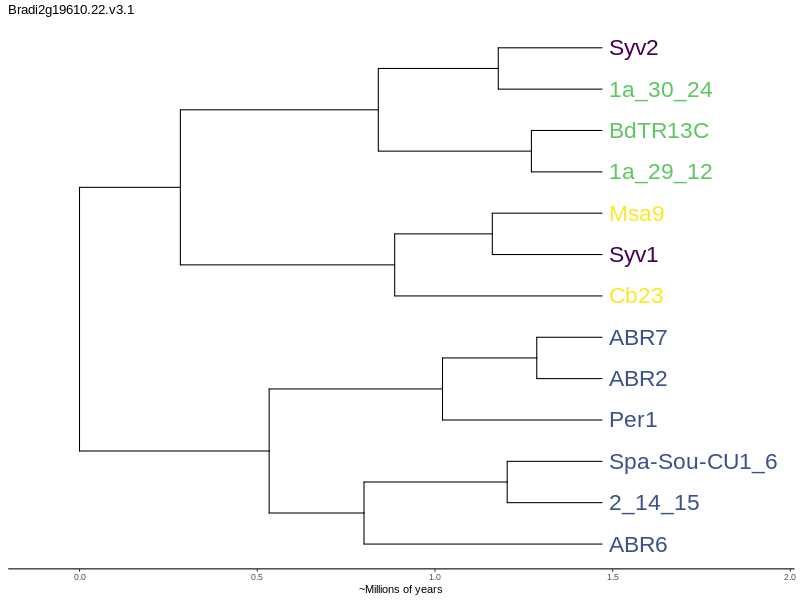 Bradi2g19610.22.v3.1
Syv2
1a_30_24
BdTR13C
1a_29_12
Msa9
Syv1
Cb23
ABR7
ABR2
Per1
Spa-Sou-CU1_6
2_14_15
ABR6
0.0 0.5 1.0 1.5 2.0
~Millions of years